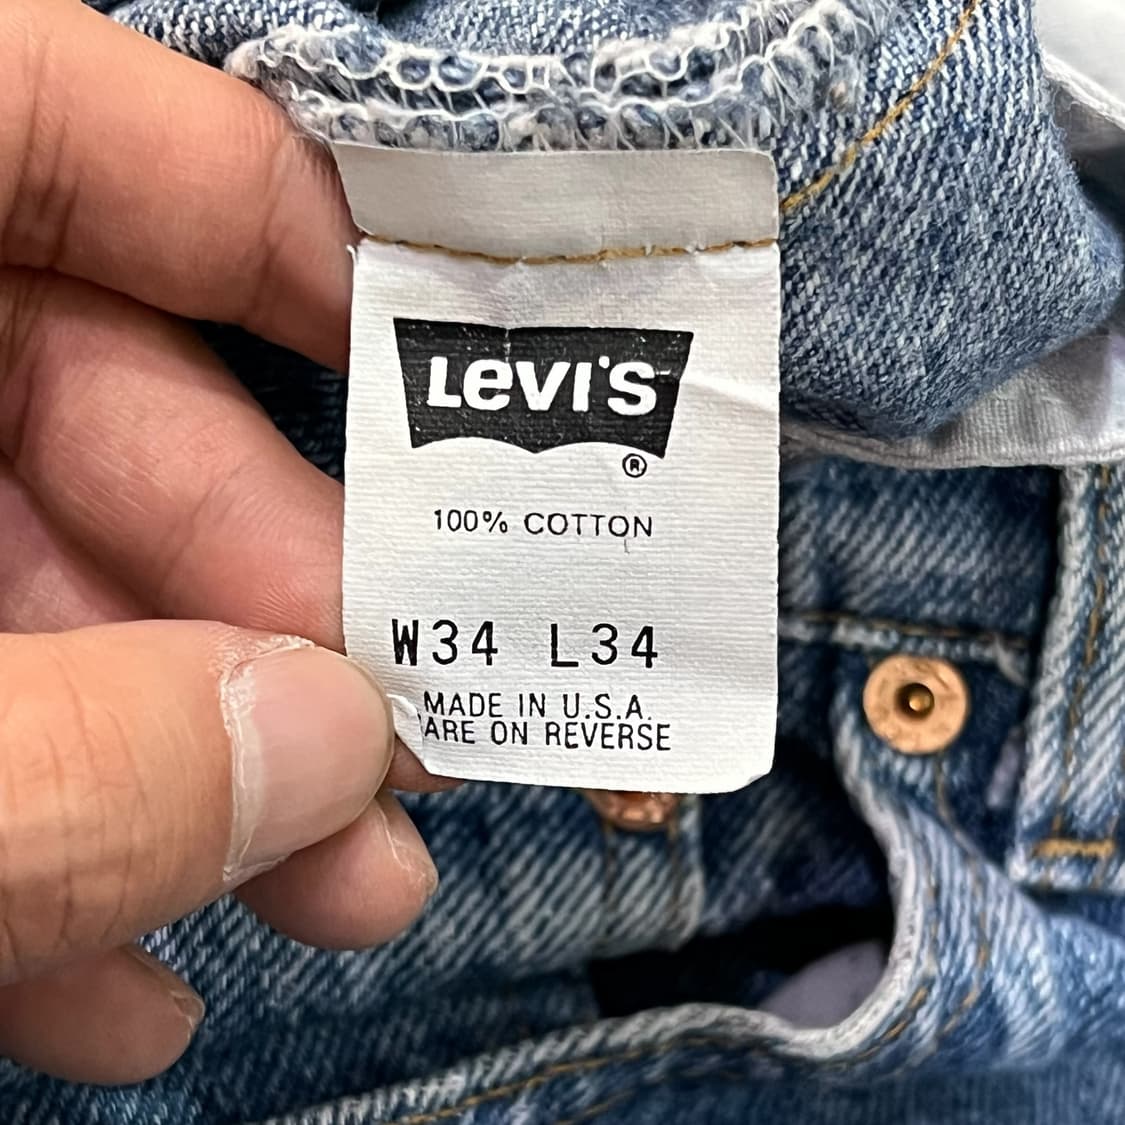 Levi's
®
100% COTTON
W34 L34
MADE IN U.S.A.
ARE ON REVERSE